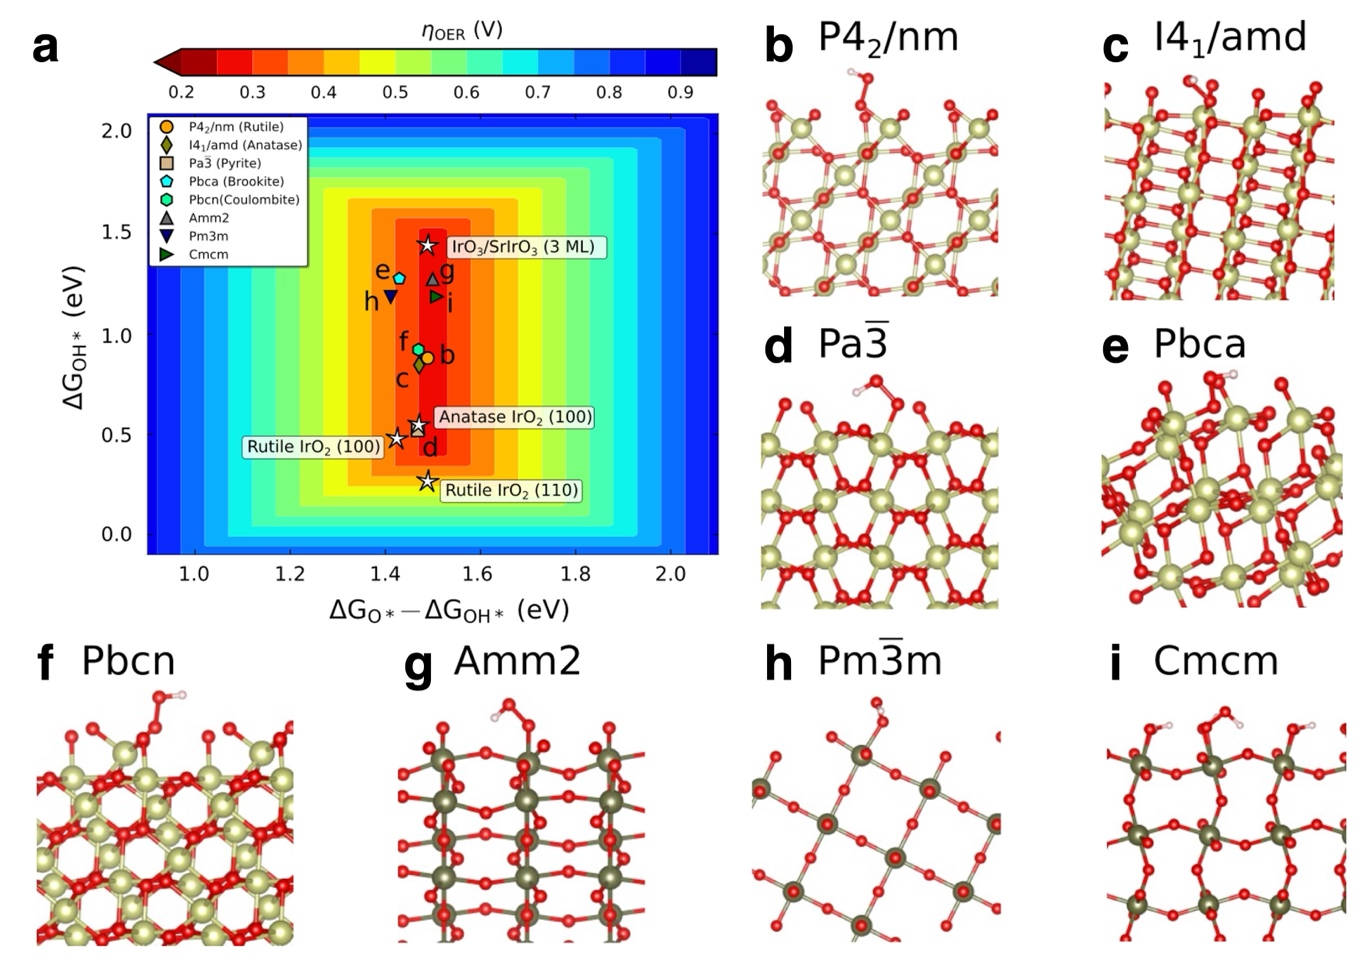 a
η_OER (V)
0.2 0.3 0.4 0.5 0.6 0.7 0.8 0.9
P4₂/nm (Rutile)
I4₁/amd (Anatase)
Pa3̅ (Pyrite)
Pbca (Brookite)
Pbcn(Coulombite)
Amm2
Pm3m
Cmcm
2.0
1.5
1.0
0.5
0.0
ΔG_OH* (eV)
IrO₃/SrIrO₃ (3 ML)
e
g
h
i
f
b
c
Anatase IrO₂ (100)
Rutile IrO₂ (100)
d
Rutile IrO₂ (110)
1.0 1.2 1.4 1.6 1.8 2.0
ΔG_O* − ΔG_OH* (eV)
b P4₂/nm
c I4₁/amd
d Pa3̅
e Pbca
f Pbcn
g Amm2
h Pm3̅m
i Cmcm